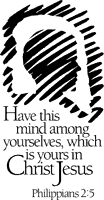 Have this
mind among
yourselves, which
is yours in
Christ Jesus
Philippians 2:5